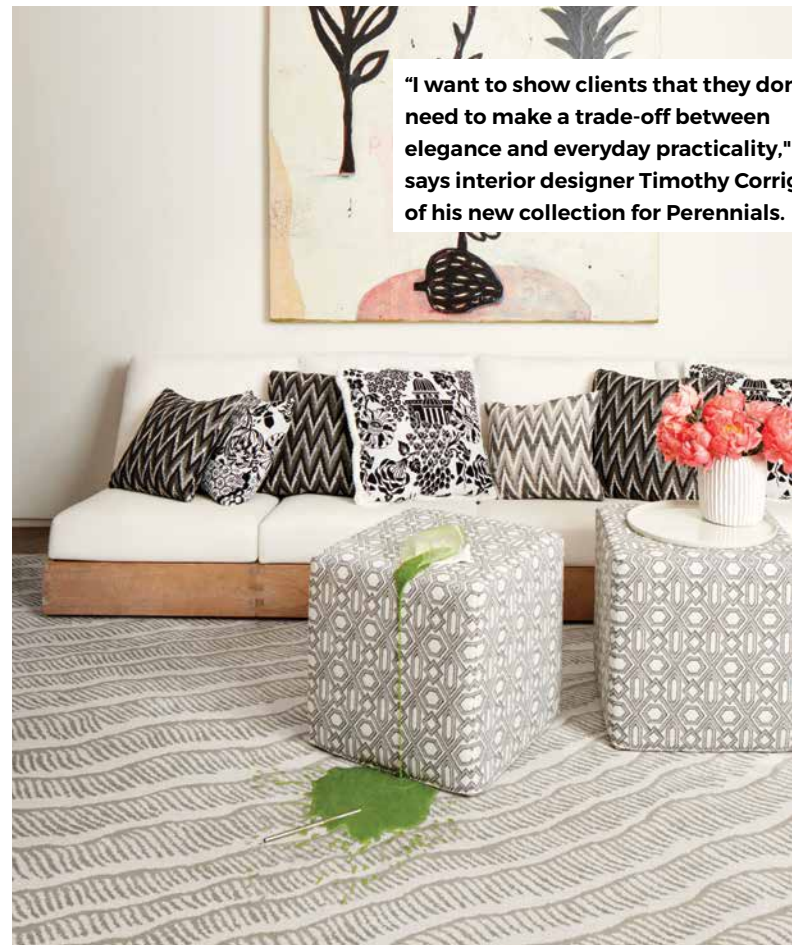 “I want to show clients that they
need to make a trade-off between
elegance and everyday practicality,"
says interior designer Timothy
of his new collection for Perennials.